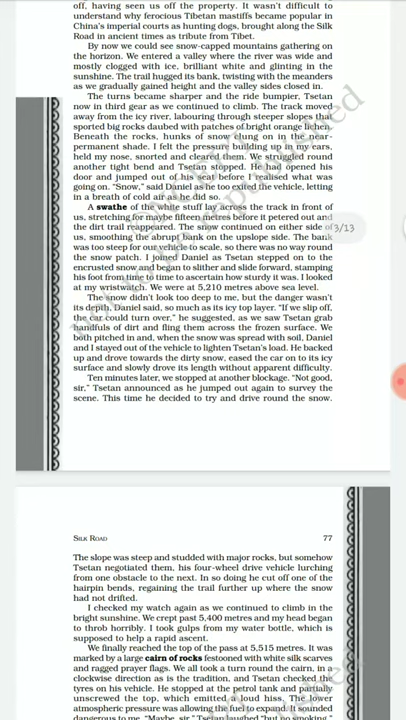 off, having seen us off the property. It wasn't difficult to
understand why ferocious Tibetan mastiffs became popular in
China's imperial courts as hunting dogs, brought along the Silk
Road in ancient times as tribute from Tibet.
By now we could see snow-capped mountains gathering on
the horizon. We entered a valley where the river was wide and
mostly clogged with ice, brilliant white and glinting in the
sunshine. The trail hugged its bank, twisting with the meanders
as we gradually gained height and the valley sides closed in.
The turns became sharper and the ride bumpier, Tsetan
now in third gear as we continued to climb. The track moved
away from the icy river, labouring through steeper slopes that
sported big rocks daubed with patches of bright orange lichen.
Beneath the rocks, hunks of snow clung on in the near-
permanent shade. I felt the pressure building up in my ears,
held my nose, snorted and cleared them. We struggled round
another tight bend and Tsetan stopped. He had opened his
door and jumped out of his seat before I realised what was
going on. "Snow," said Daniel as he too exited the vehicle, letting
in a breath of cold air as he did so.
A swathe of the white stuff lay across the track in front of
us, stretching for maybe fifteen metres before it petered out and
the dirt trail reappeared. The snow continued on either side of
us, smoothing the abrupt bank on the upslope side. The bank
was too steep for our vehicle to scale, so there was no way round
the snow patch. I joined Daniel as Tsetan stepped on to the
encrusted snow and began to slither and slide forward, stamping
his foot from time to time to ascertain how sturdy it was. I looked
at my wristwatch. We were at 5,210 metres above sea level.
The snow didn't look too deep to me, but the danger wasn't
its depth, Daniel said, so much as its icy top layer. "If we slip off,
the car could turn over," he suggested, as we saw Tsetan grab
handfuls of dirt and fling them across the frozen surface. We
both pitched in and, when the snow was spread with soil, Daniel
and I stayed out of the vehicle to lighten Tsetan's load. He backed
up and drove towards the dirty snow, eased the car on to its icy
surface and slowly drove its length without apparent difficulty.
Ten minutes later, we stopped at another blockage. "Not good,
sir," Tsetan announced as he jumped out again to survey the
scene. This time he decided to try and drive round the snow.
3/13
not to be republished
SILK ROAD 77
The slope was steep and studded with major rocks, but somehow
Tsetan negotiated them, his four-wheel drive vehicle lurching
from one obstacle to the next. In so doing he cut off one of the
hairpin bends, regaining the trail further up where the snow
had not drifted.
I checked my watch again as we continued to climb in the
bright sunshine. We crept past 5,400 metres and my head began
to throb horribly. I took gulps from my water bottle, which is
supposed to help a rapid ascent.
We finally reached the top of the pass at 5,515 metres. It was
marked by a large cairn of rocks festooned with white silk scarves
and ragged prayer flags. We all took a turn round the cairn, in a
clockwise direction as is the tradition, and Tsetan checked the
tyres on his vehicle. He stopped at the petrol tank and partially
unscrewed the top, which emitted a loud hiss. The lower
atmospheric pressure was allowing the fuel to expand. It sounded
dangerous to me. "Maybe, sir," Tsetan laughed "but no smoking."